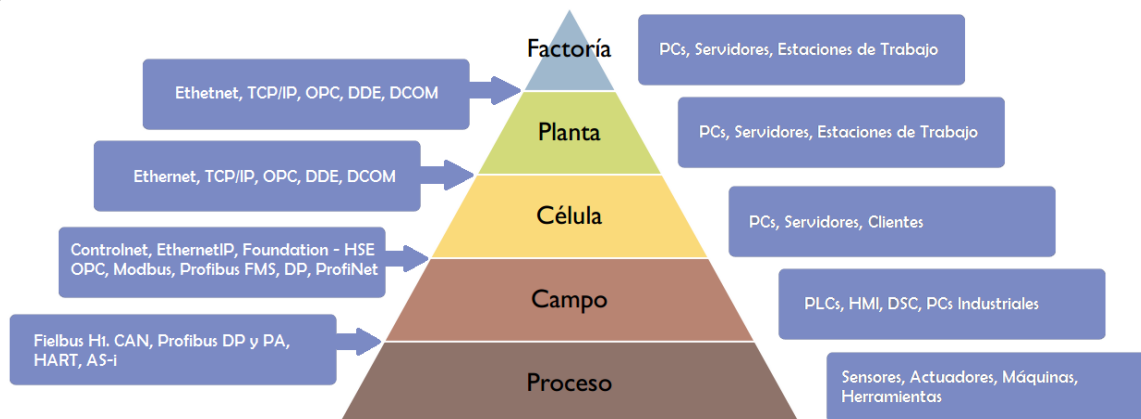 Factoría
PCs, Servidores, Estaciones de Trabajo
Ethetnet, TCP/IP, OPC, DDE, DCOM
Planta
PCs, Servidores, Estaciones de Trabajo
Ethernet, TCP/IP, OPC, DDE, DCOM
Célula
PCs, Servidores, Clientes
Controlnet, EthernetIP, Foundation - HSE
OPC, Modbus, Profibus FMS, DP, ProfiNet
Campo
PLCs, HMI, DSC, PCs Industriales
Fielbus H1. CAN, Profibus DP y PA,
HART, AS-i
Proceso
Sensores, Actuadores, Máquinas,
Herramientas